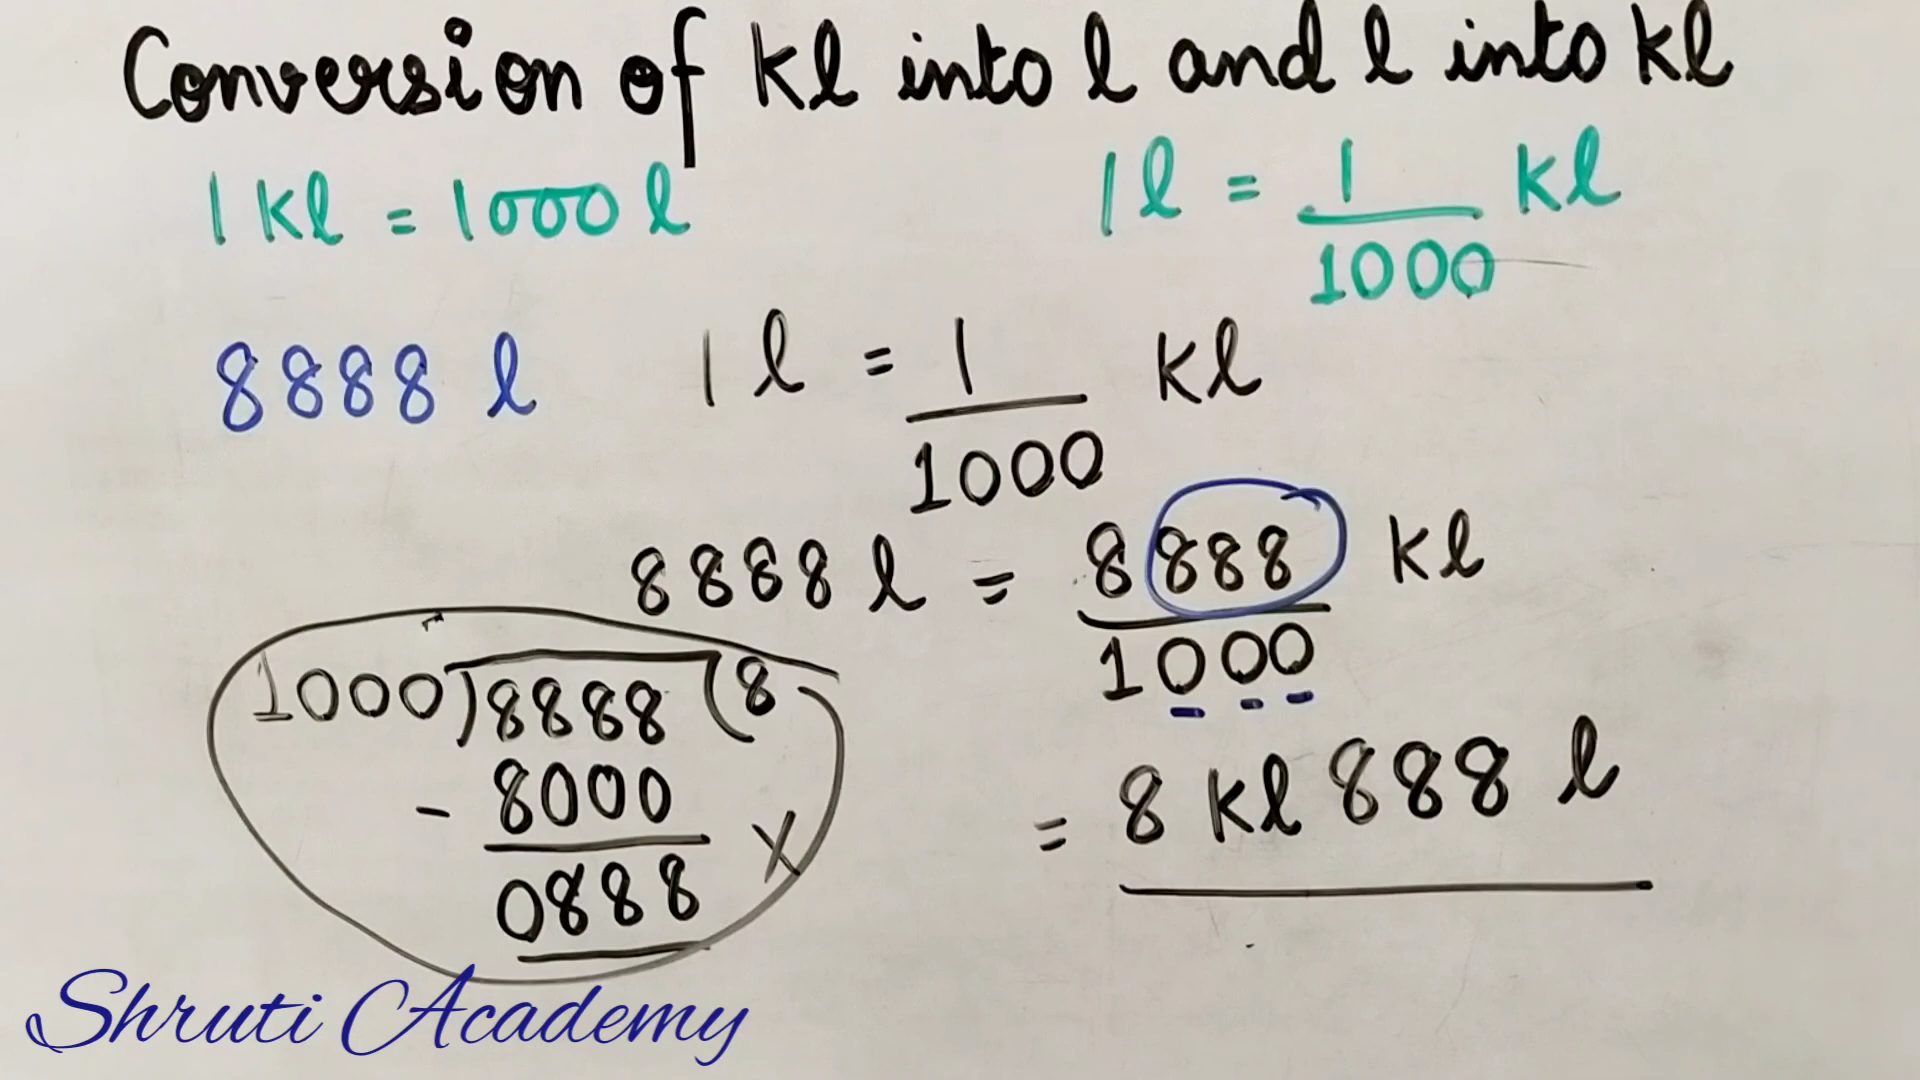 Conversion of kl into l and l into kl
1 kl = 1000 l
1 l = 1/1000 kl
8888 l
1 l = 1/1000 kl
8888 l = 8888/1000 kl
1000)8888(8
- 8000
0888
X
= 8 kl 888 l
Shruti Academy